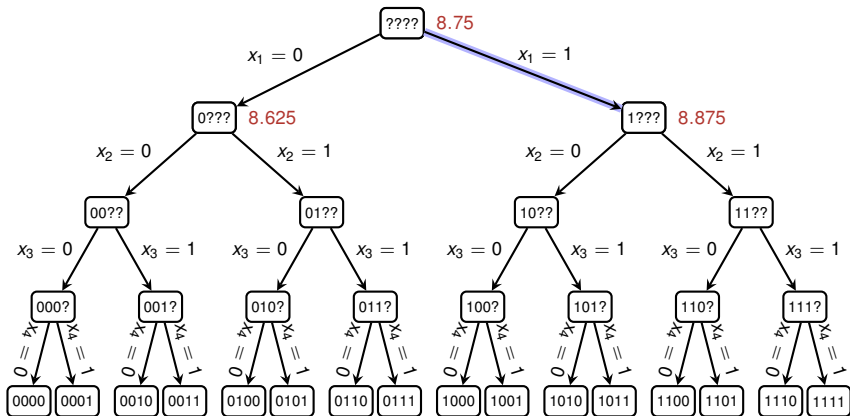 ???? 8.75
x₁ = 0 x₁ = 1
0??? 8.625 1??? 8.875
x₂ = 0 x₂ = 1 x₂ = 0 x₂ = 1
00?? 01?? 10?? 11??
x₃ = 0 x₃ = 1 x₃ = 0 x₃ = 1 x₃ = 0 x₃ = 1 x₃ = 0 x₃ = 1
000? 001? 010? 011? 100? 101? 110? 111?
x₄ = 0 x₄ = 1 x₄ = 0 x₄ = 1 x₄ = 0 x₄ = 1 x₄ = 0 x₄ = 1 x₄ = 0 x₄ = 1 x₄ = 0 x₄ = 1 x₄ = 0 x₄ = 1 x₄ = 0 x₄ = 1
0000 0001 0010 0011 0100 0101 0110 0111 1000 1001 1010 1011 1100 1101 1110 1111